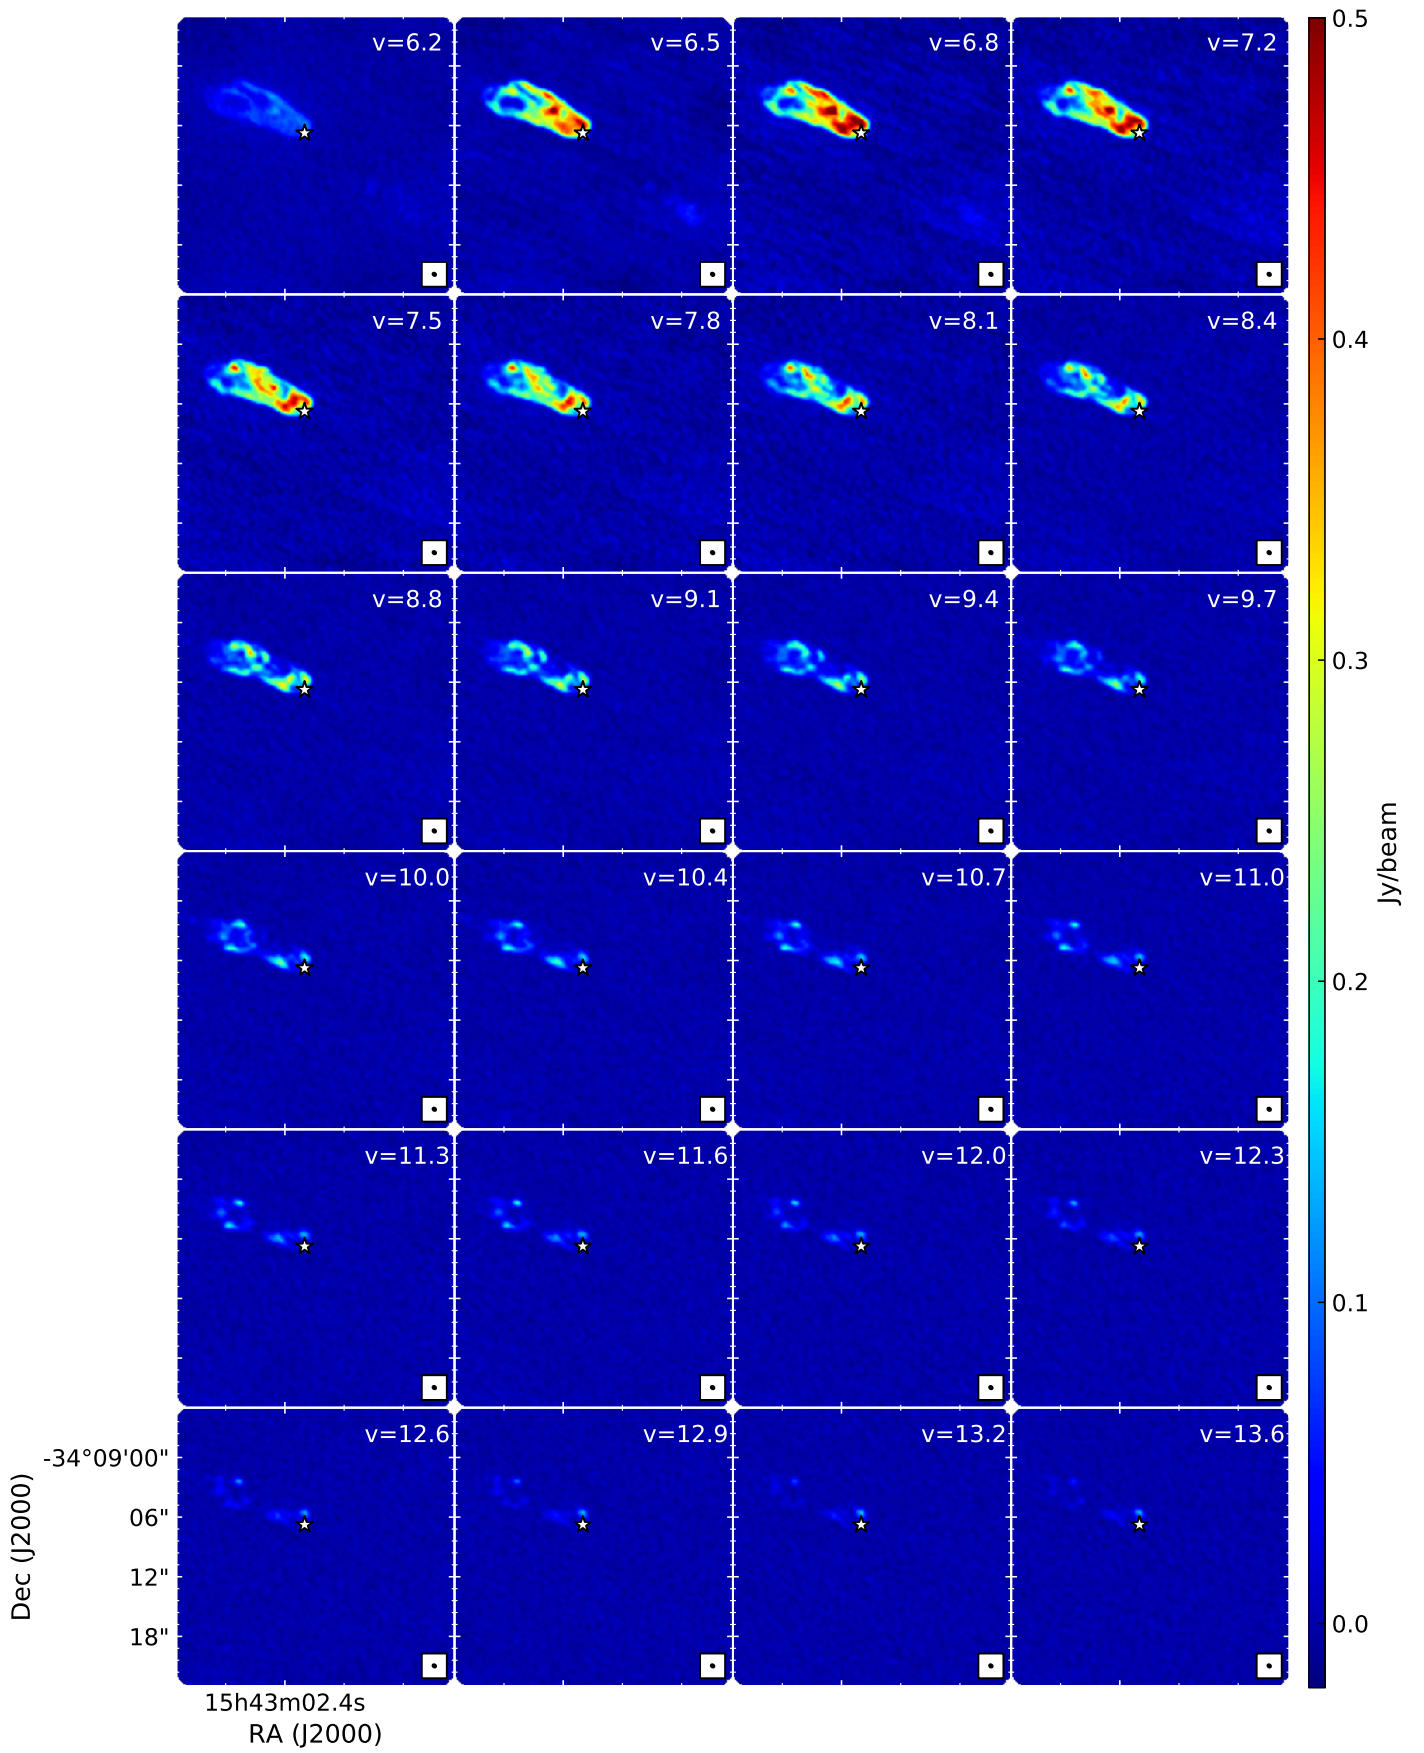 v=6.2 v=6.5 v=6.8 v=7.2 0.5
v=7.5 v=7.8 v=8.1 v=8.4
0.4
v=8.8 v=9.1 v=9.4 v=9.7
0.3
Jy/beam
v=10.0 v=10.4 v=10.7 v=11.0
0.2
v=11.3 v=11.6 v=12.0 v=12.3
0.1
v=12.6 v=12.9 v=13.2 v=13.6
-34°09'00"
06"
12"
18"
Dec (J2000)
0.0
15h43m02.4s
RA (J2000)